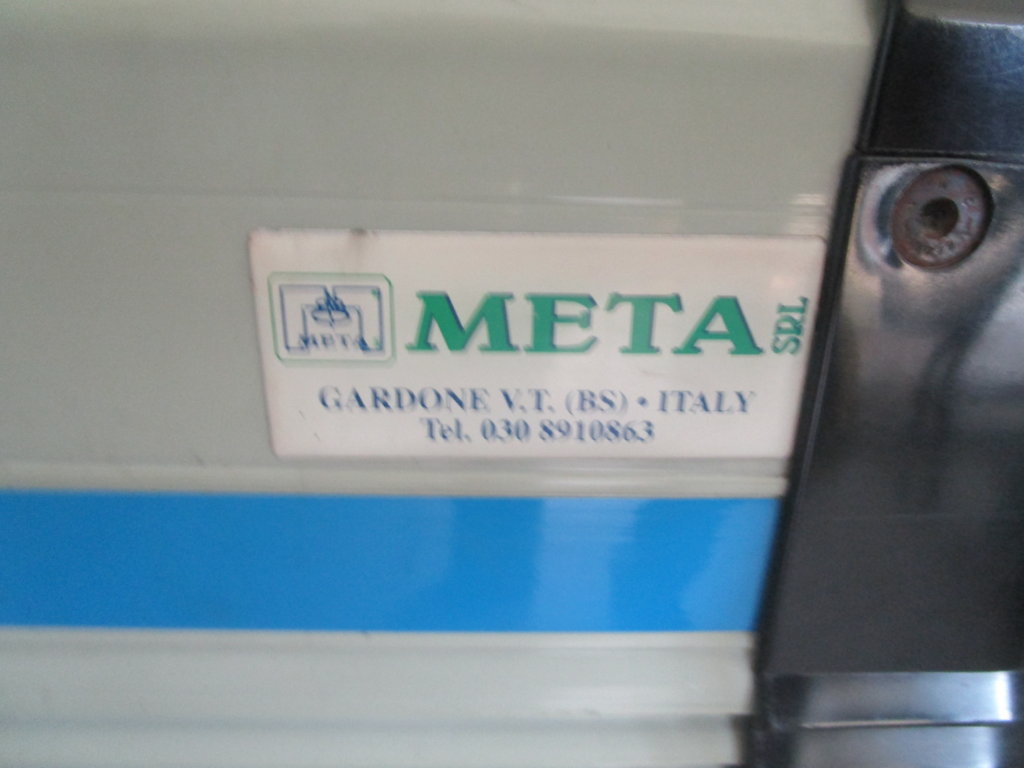 META
META SRL
GARDONE V.T. (BS) • ITALY
Tel. 030 8910863